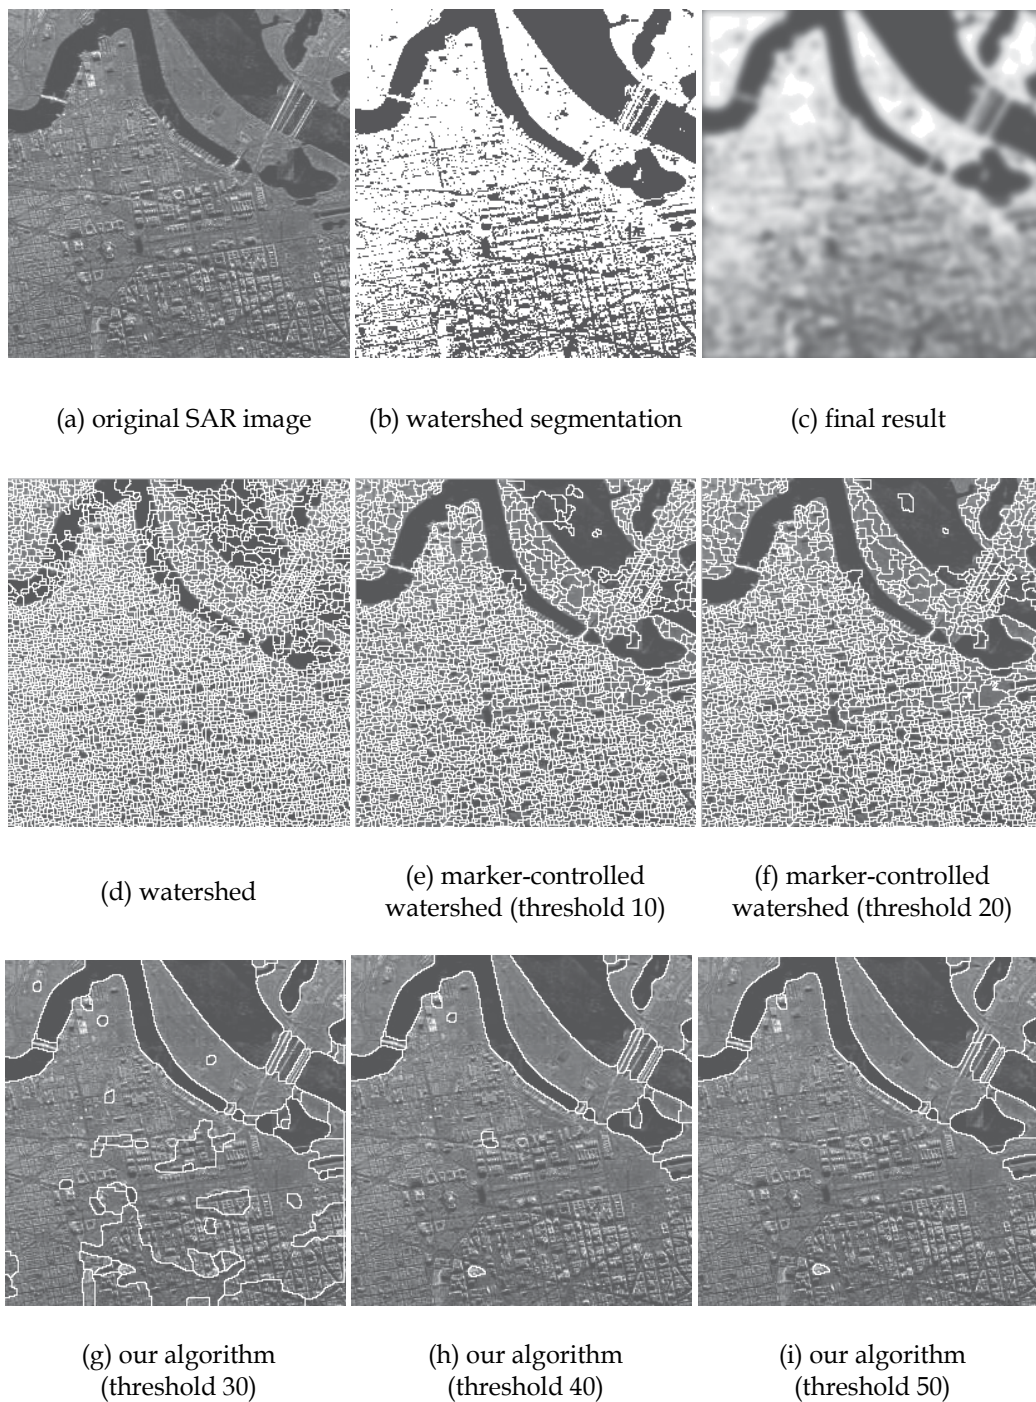 (a) original SAR image
(b) watershed segmentation
(c) final result
(d) watershed
(e) marker-controlled
watershed (threshold 10)
(f) marker-controlled
watershed (threshold 20)
(g) our algorithm
(threshold 30)
(h) our algorithm
(threshold 40)
(i) our algorithm
(threshold 50)